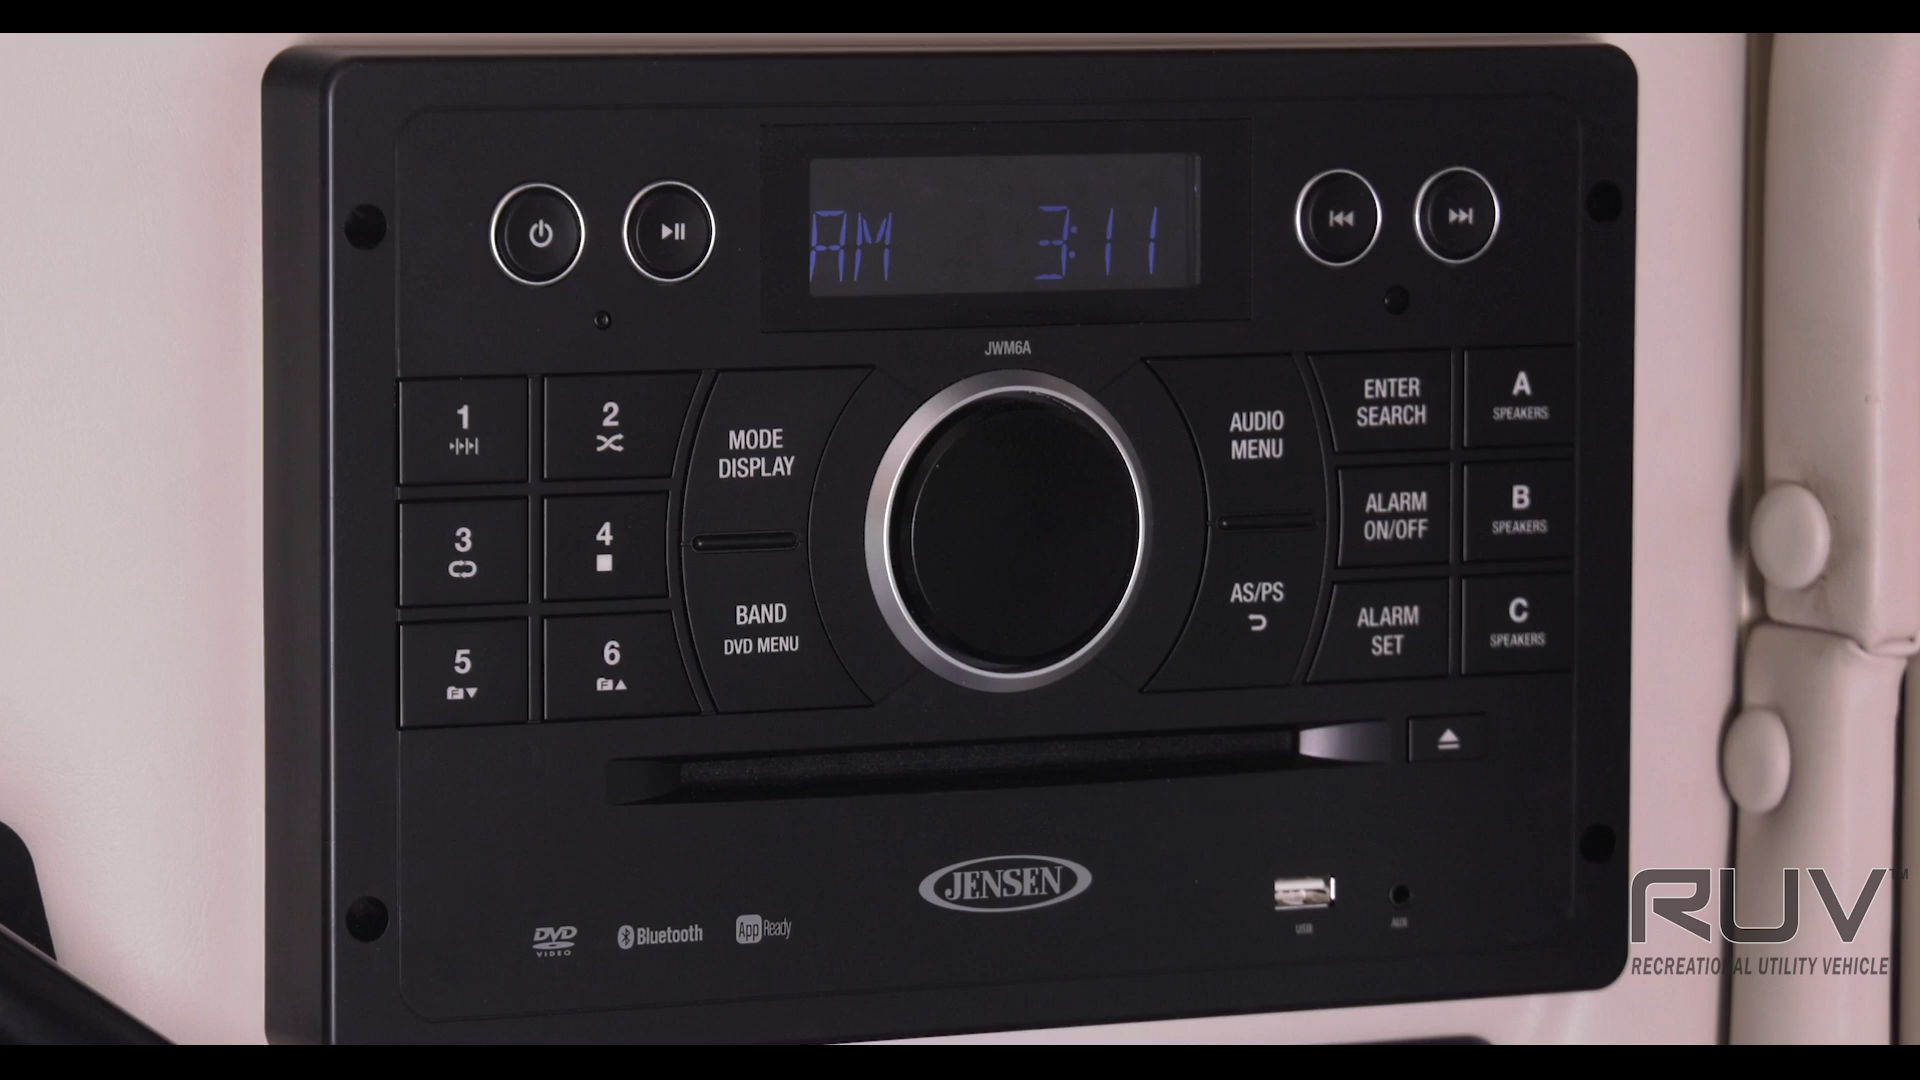 AM 3:11
JWM6A
1
2
3
4
5
6
MODE
DISPLAY
BAND
DVD MENU
AUDIO
MENU
AS/PS
ENTER
SEARCH
ALARM
ON/OFF
ALARM
SET
A
SPEAKERS
B
SPEAKERS
C
SPEAKERS
JENSEN
DVD
VIDEO
Bluetooth
App Ready
USB
AUX
RUV™
RECREATIONAL UTILITY VEHICLE